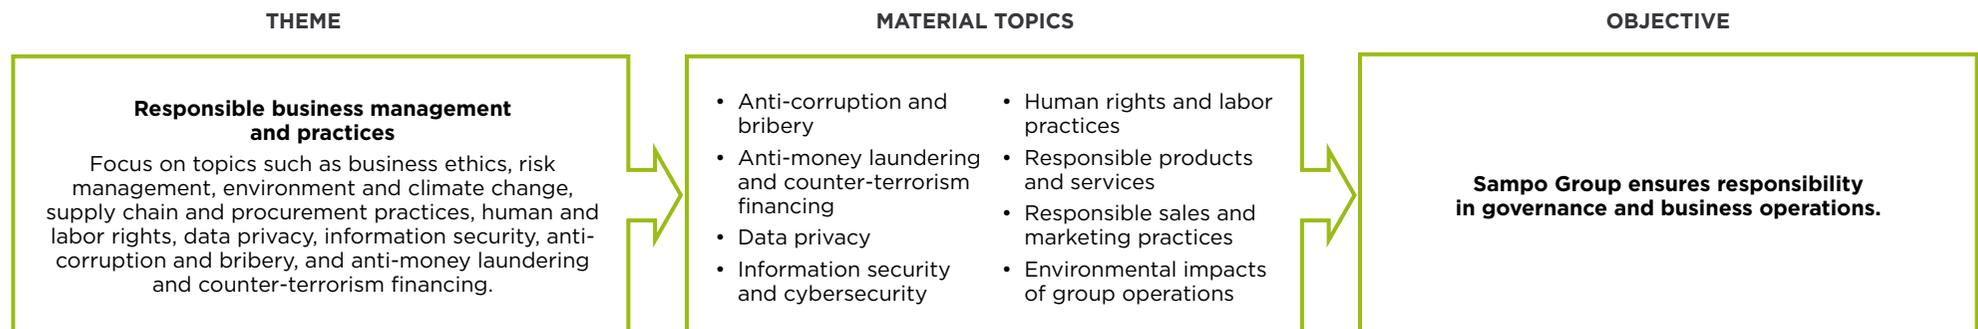 THEME
Responsible business management
and practices
Focus on topics such as business ethics, risk
management, environment and climate change,
supply chain and procurement practices, human and
labor rights, data privacy, information security, anti-
corruption and bribery, and anti-money laundering
and counter-terrorism financing.
MATERIAL TOPICS
• Anti-corruption and
bribery
• Anti-money laundering
and counter-terrorism
financing
• Data privacy
• Information security
and cybersecurity
• Human rights and labor
practices
• Responsible products
and services
• Responsible sales and
marketing practices
• Environmental impacts
of group operations
OBJECTIVE
Sampo Group ensures responsibility
in governance and business operations.